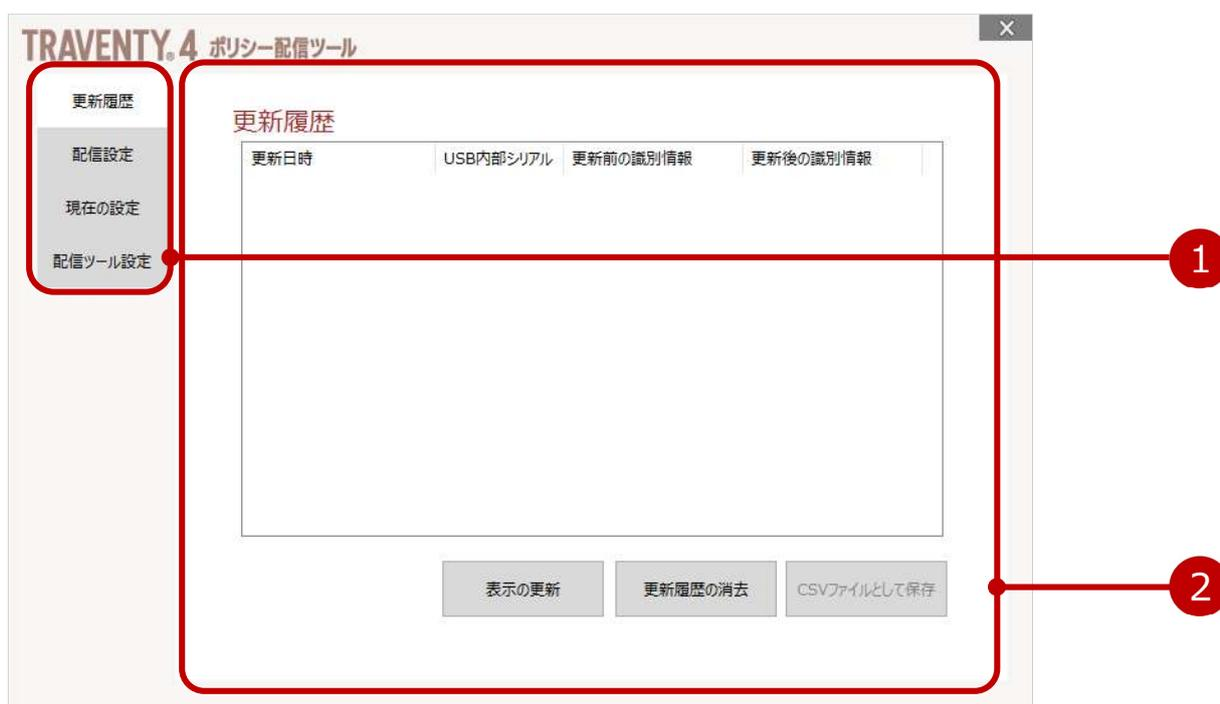 TRAVENTY® 4 ポリシー配信ツール
×
更新履歴
配信設定
現在の設定
配信ツール設定
更新履歴
更新日時 USB内部シリアル 更新前の識別情報 更新後の識別情報
表示の更新 更新履歴の消去 CSVファイルとして保存
1
2